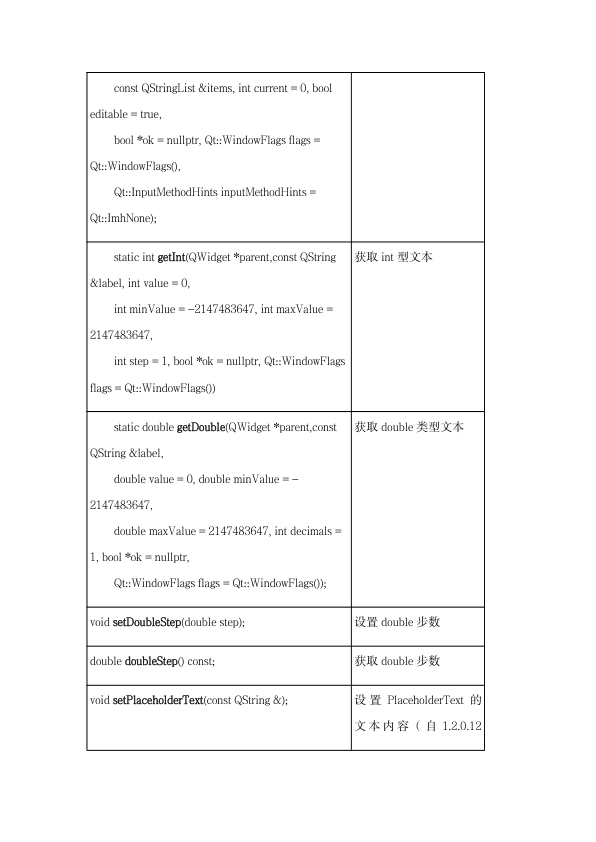 const QStringList &items, int current = 0, bool
editable = true,
bool *ok = nullptr, Qt::WindowFlags flags =
Qt::WindowFlags(),
Qt::InputMethodHints inputMethodHints =
Qt::ImhNone);
static int getInt(QWidget *parent,const QString
&label, int value = 0,
int minValue = −2147483647, int maxValue =
2147483647,
int step = 1, bool *ok = nullptr, Qt::WindowFlags
flags = Qt::WindowFlags())
获取 int 型文本
static double getDouble(QWidget *parent,const
QString &label,
double value = 0, double minValue = −
2147483647,
double maxValue = 2147483647, int decimals =
1, bool *ok = nullptr,
Qt::WindowFlags flags = Qt::WindowFlags());
获取 double 类型文本
void setDoubleStep(double step);
设置 double 步数
double doubleStep() const;
获取 double 步数
void setPlaceholderText(const QString &);
设置 PlaceholderText 的
文本内容（自 1.2.0.12